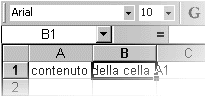 Arial 10 G
B1 =
A B C
1 contenuto della cella A1
2